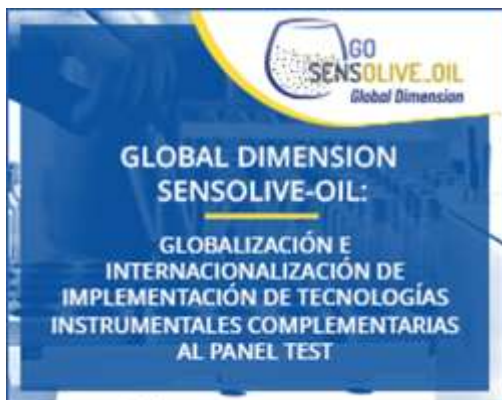 GO
SENSOLIVE_OIL
Global Dimension
GLOBAL DIMENSION
SENSOLIVE-OIL:
GLOBALIZACIÓN E
INTERNACIONALIZACIÓN DE
IMPLEMENTACIÓN DE TECNOLOGÍAS
INSTRUMENTALES COMPLEMENTARIAS
AL PANEL TEST